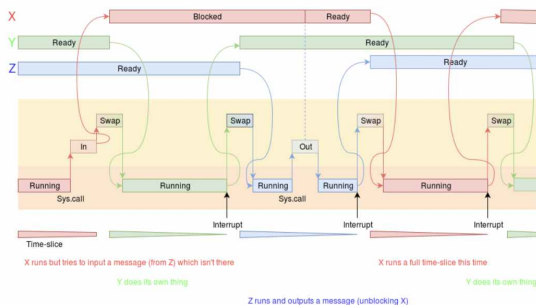 X Blocked Ready
Y Ready Ready
Z Ready Ready
Swap Swap Swap Swap
In Out
Running Running Running Running Running
Sys.call Sys.call
Interrupt Interrupt Interrupt
Time-slice
X runs but tries to input a message (from Z) which isn't there X runs a full time-slice this time
Y does its own thing Y does its own thing
Z runs and outputs a message (unblocking X)